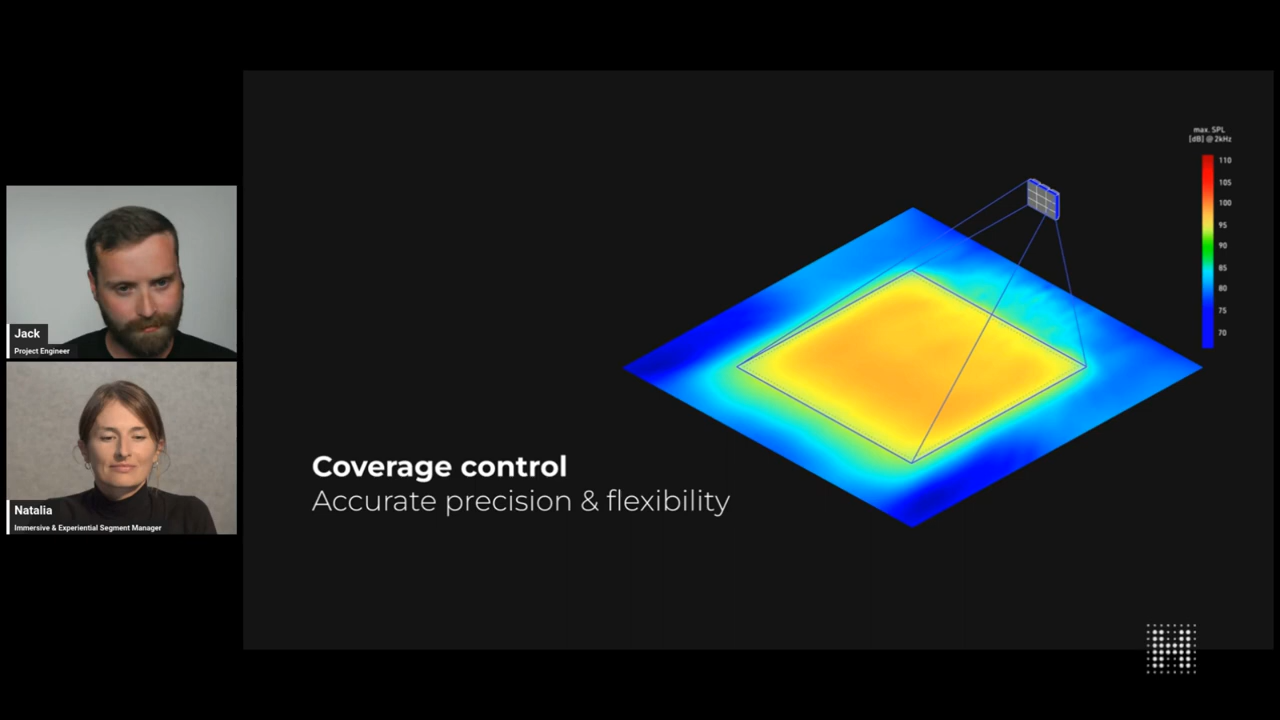 Jack
Project Engineer
Natalia
Immersive & Experiential Segment Manager
Coverage control
Accurate precision & flexibility
max. SPL
[dB] @ 2kHz
110
105
100
95
90
85
80
75
70
H